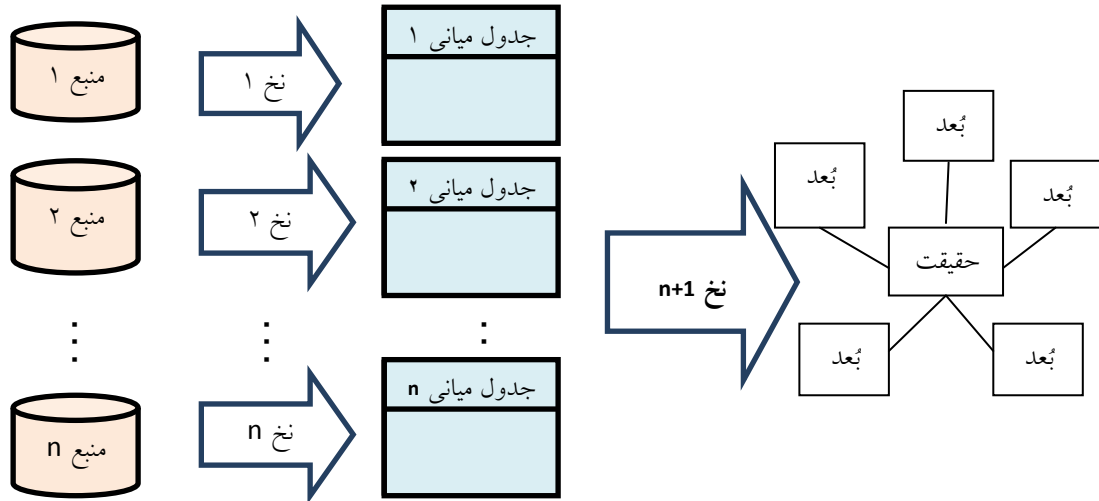 منبع ۱
نخ ۱
جدول میانی ۱
منبع ۲
نخ ۲
جدول میانی ۲
⋮
⋮
⋮
منبع n
نخ n
جدول میانی n
نخ n+1
بُعد
بُعد
بُعد
حقیقت
بُعد
بُعد